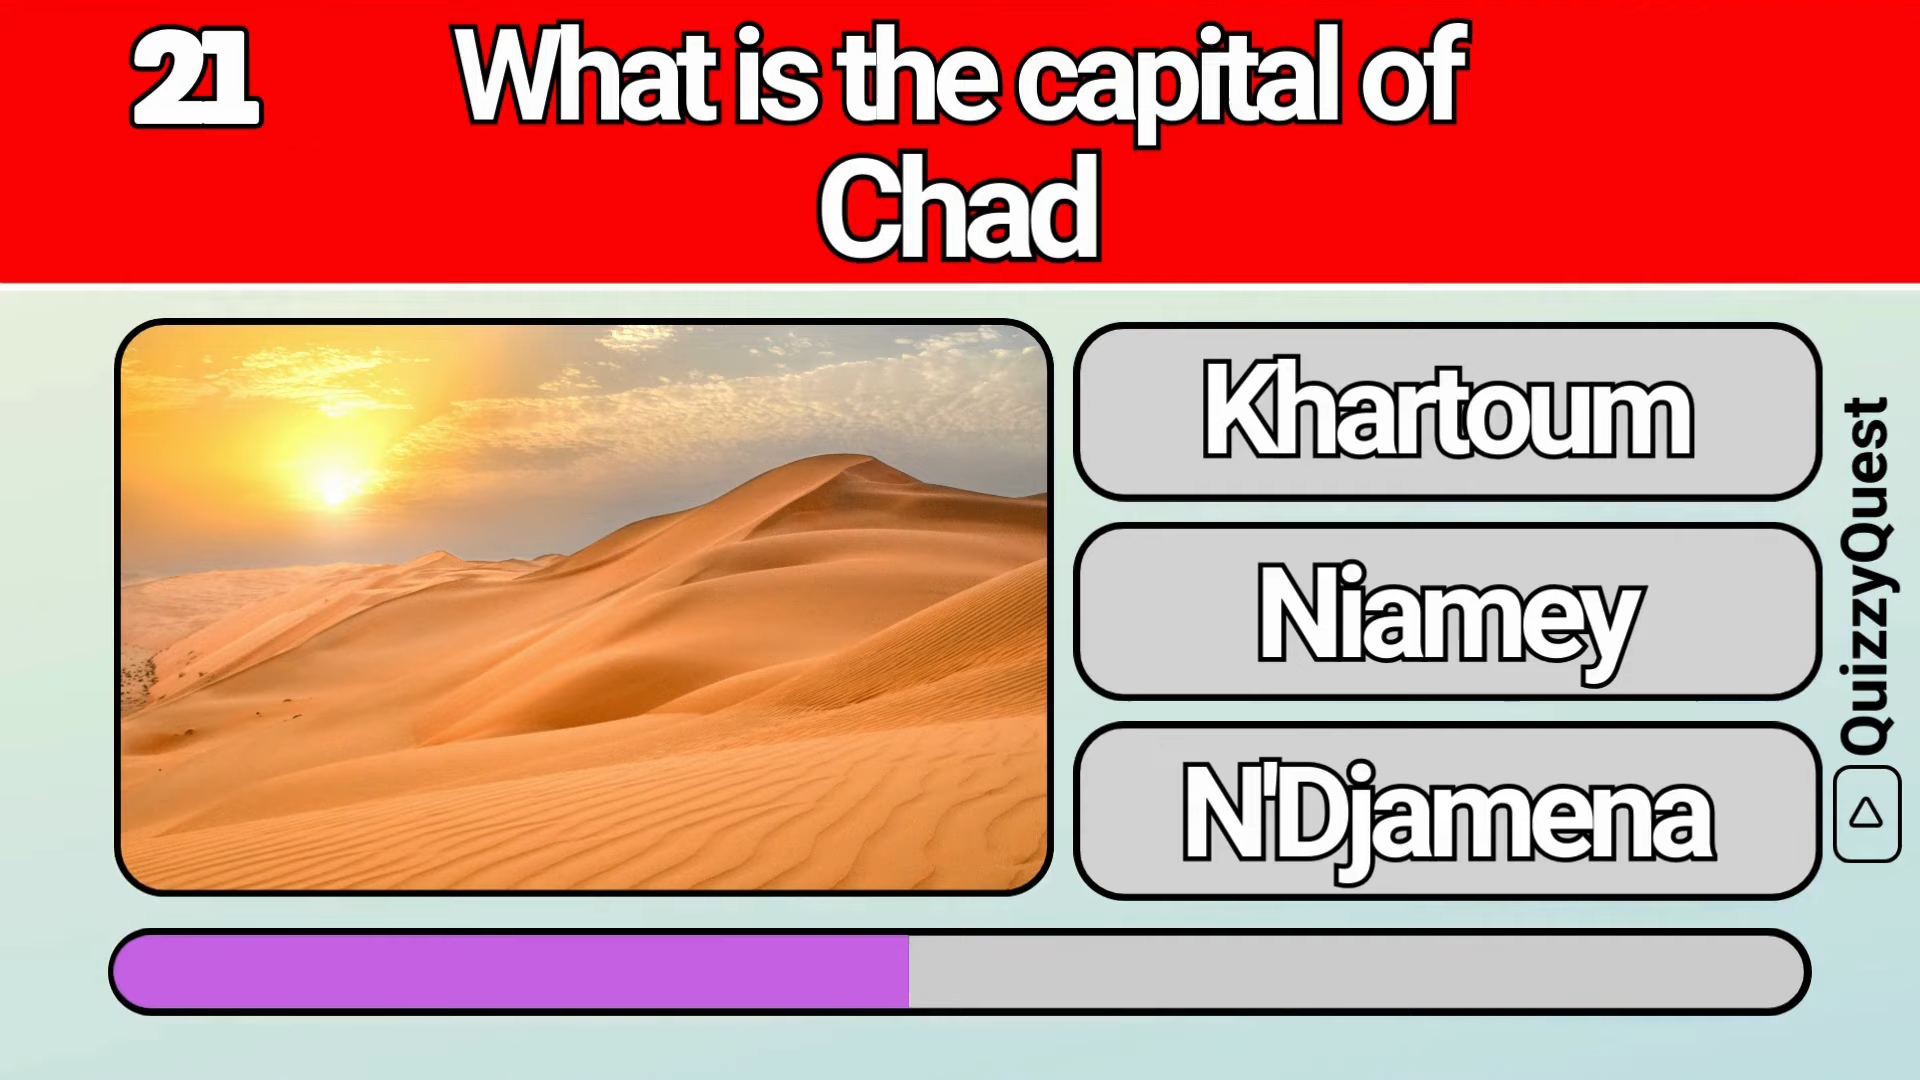 21
What is the capital of
Chad
Khartoum
Niamey
N'Djamena
QuizzyQuest